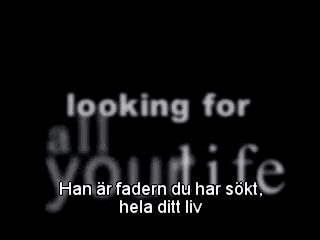 looking for
all
your life
Han är fadern du har sökt,
hela ditt liv